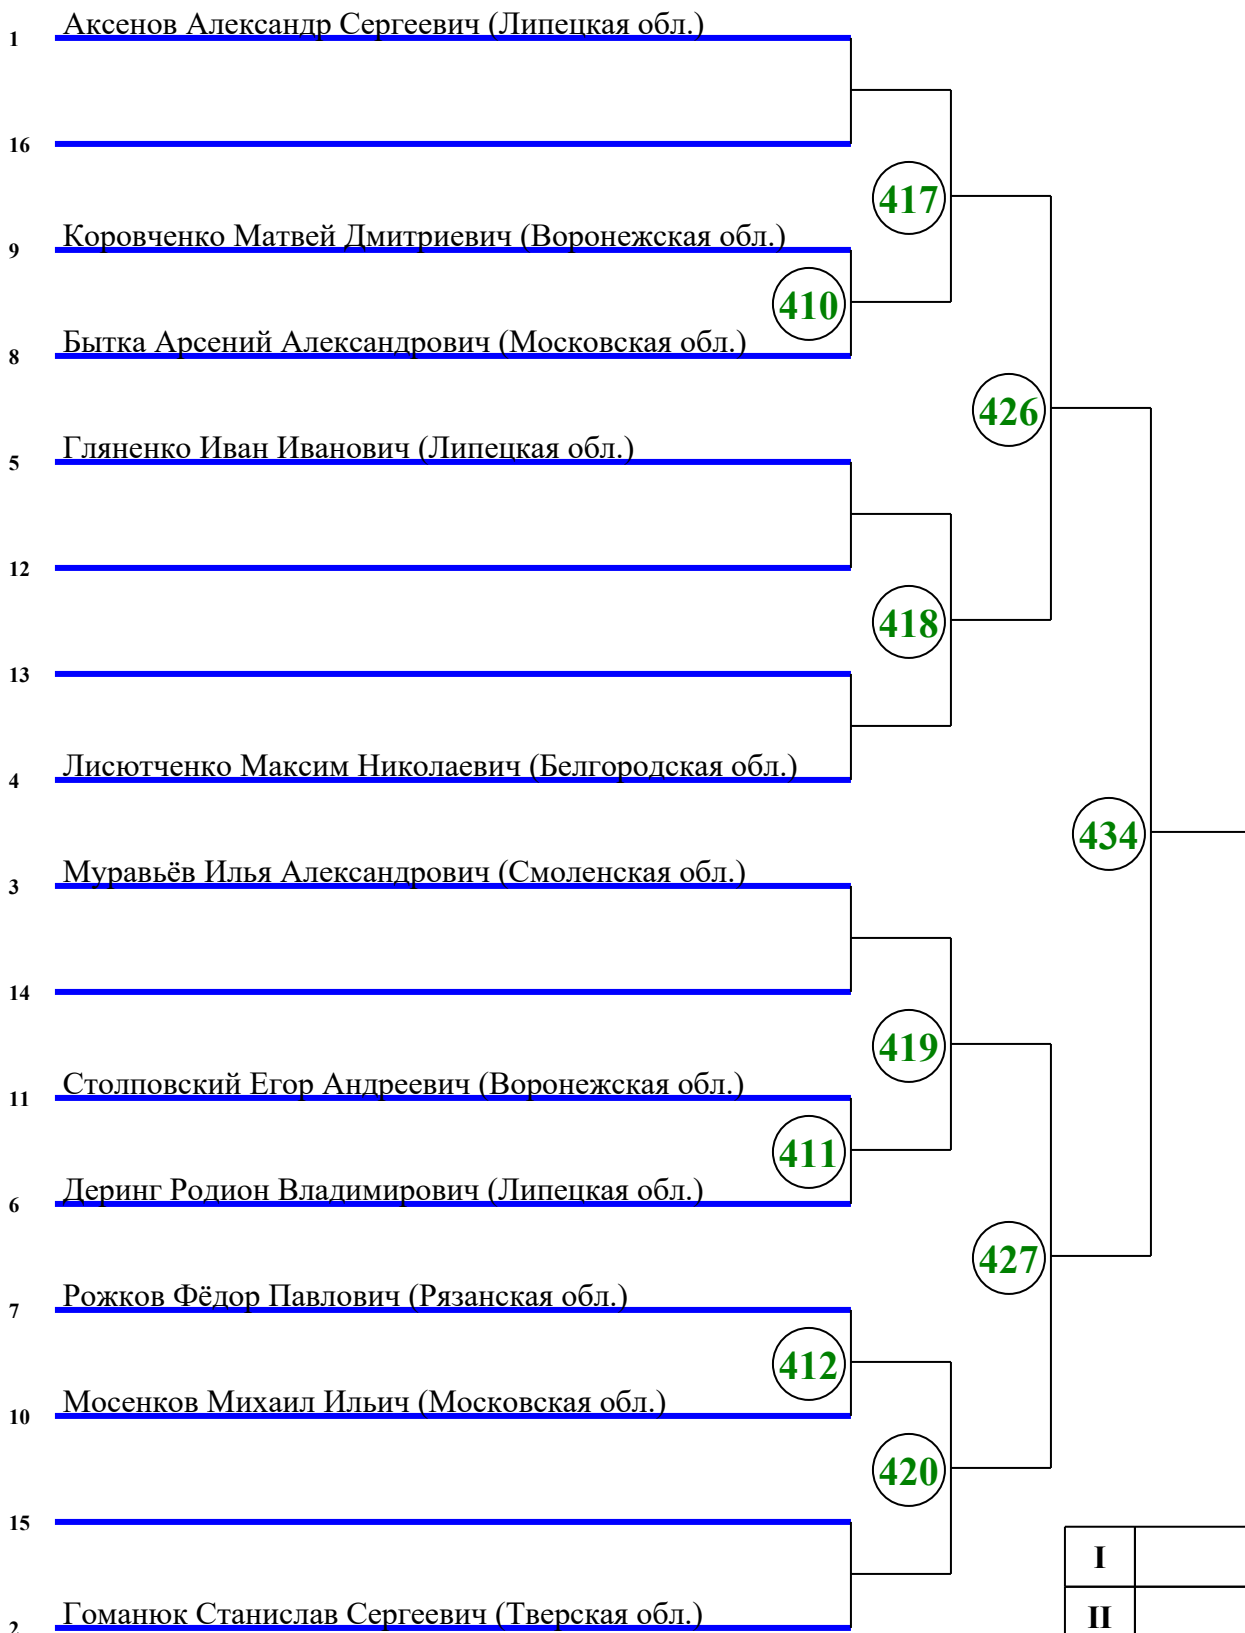 1 Аксенов Александр Сергеевич (Липецкая обл.)
16
417
9 Коровченко Матвей Дмитриевич (Воронежская обл.)
410
8 Бытка Арсений Александрович (Московская обл.)
426
5 Гляненко Иван Иванович (Липецкая обл.)
12
418
13
4 Лисютченко Максим Николаевич (Белгородская обл.)
434
3 Муравьёв Илья Александрович (Смоленская обл.)
14
419
11 Столповский Егор Андреевич (Воронежская обл.)
411
6 Деринг Родион Владимирович (Липецкая обл.)
427
7 Рожков Фёдор Павлович (Рязанская обл.)
412
10 Мосенков Михаил Ильич (Московская обл.)
420
15
I
2 Гоманюк Станислав Сергеевич (Тверская обл.)
II